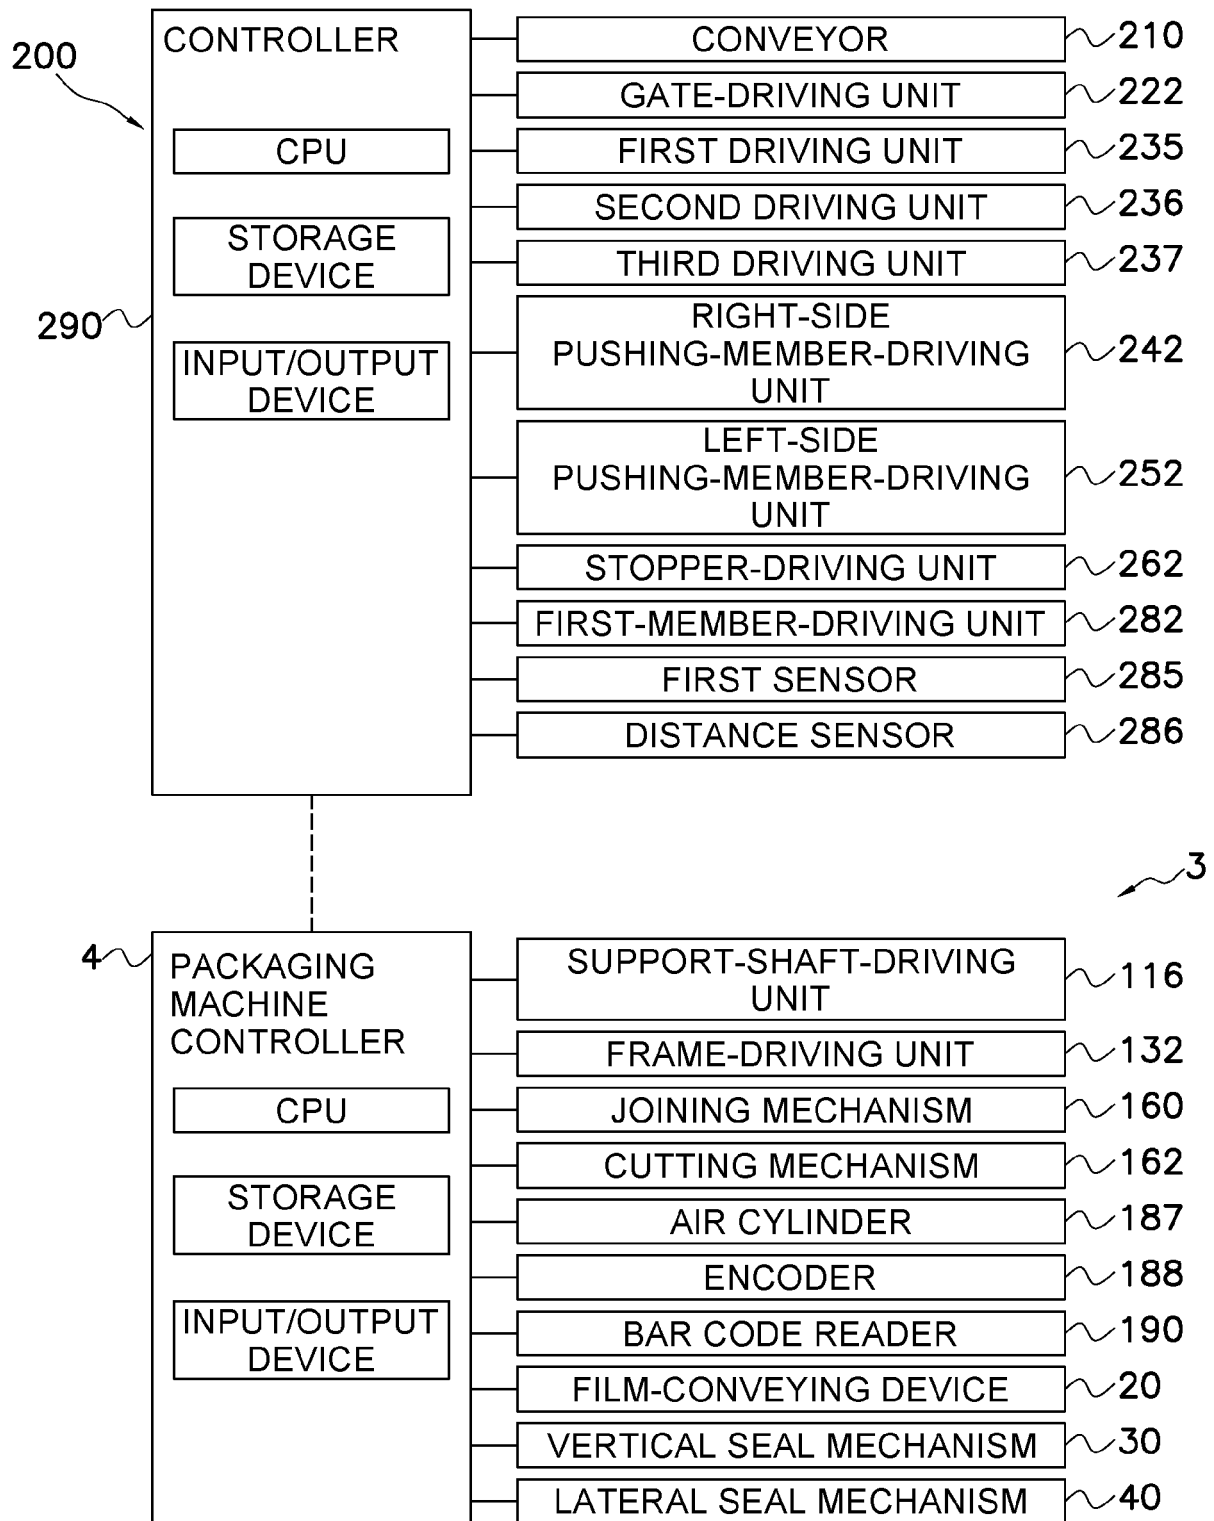 200
CONTROLLER
CPU
STORAGE
DEVICE
INPUT/OUTPUT
DEVICE
290
CONVEYOR
210
GATE-DRIVING UNIT
222
FIRST DRIVING UNIT
235
SECOND DRIVING UNIT
236
THIRD DRIVING UNIT
237
RIGHT-SIDE
PUSHING-MEMBER-DRIVING
UNIT
242
LEFT-SIDE
PUSHING-MEMBER-DRIVING
UNIT
252
STOPPER-DRIVING UNIT
262
FIRST-MEMBER-DRIVING UNIT
282
FIRST SENSOR
285
DISTANCE SENSOR
286
3
4
PACKAGING
MACHINE
CONTROLLER
CPU
STORAGE
DEVICE
INPUT/OUTPUT
DEVICE
SUPPORT-SHAFT-DRIVING
UNIT
116
FRAME-DRIVING UNIT
132
JOINING MECHANISM
160
CUTTING MECHANISM
162
AIR CYLINDER
187
ENCODER
188
BAR CODE READER
190
FILM-CONVEYING DEVICE
20
VERTICAL SEAL MECHANISM
30
LATERAL SEAL MECHANISM
40